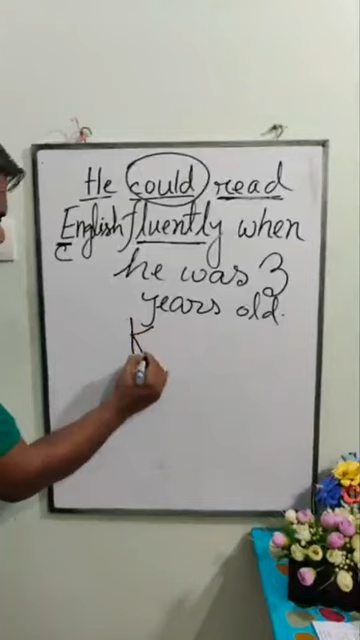 He could read
English fluently when
C
he was 3
years old.
K